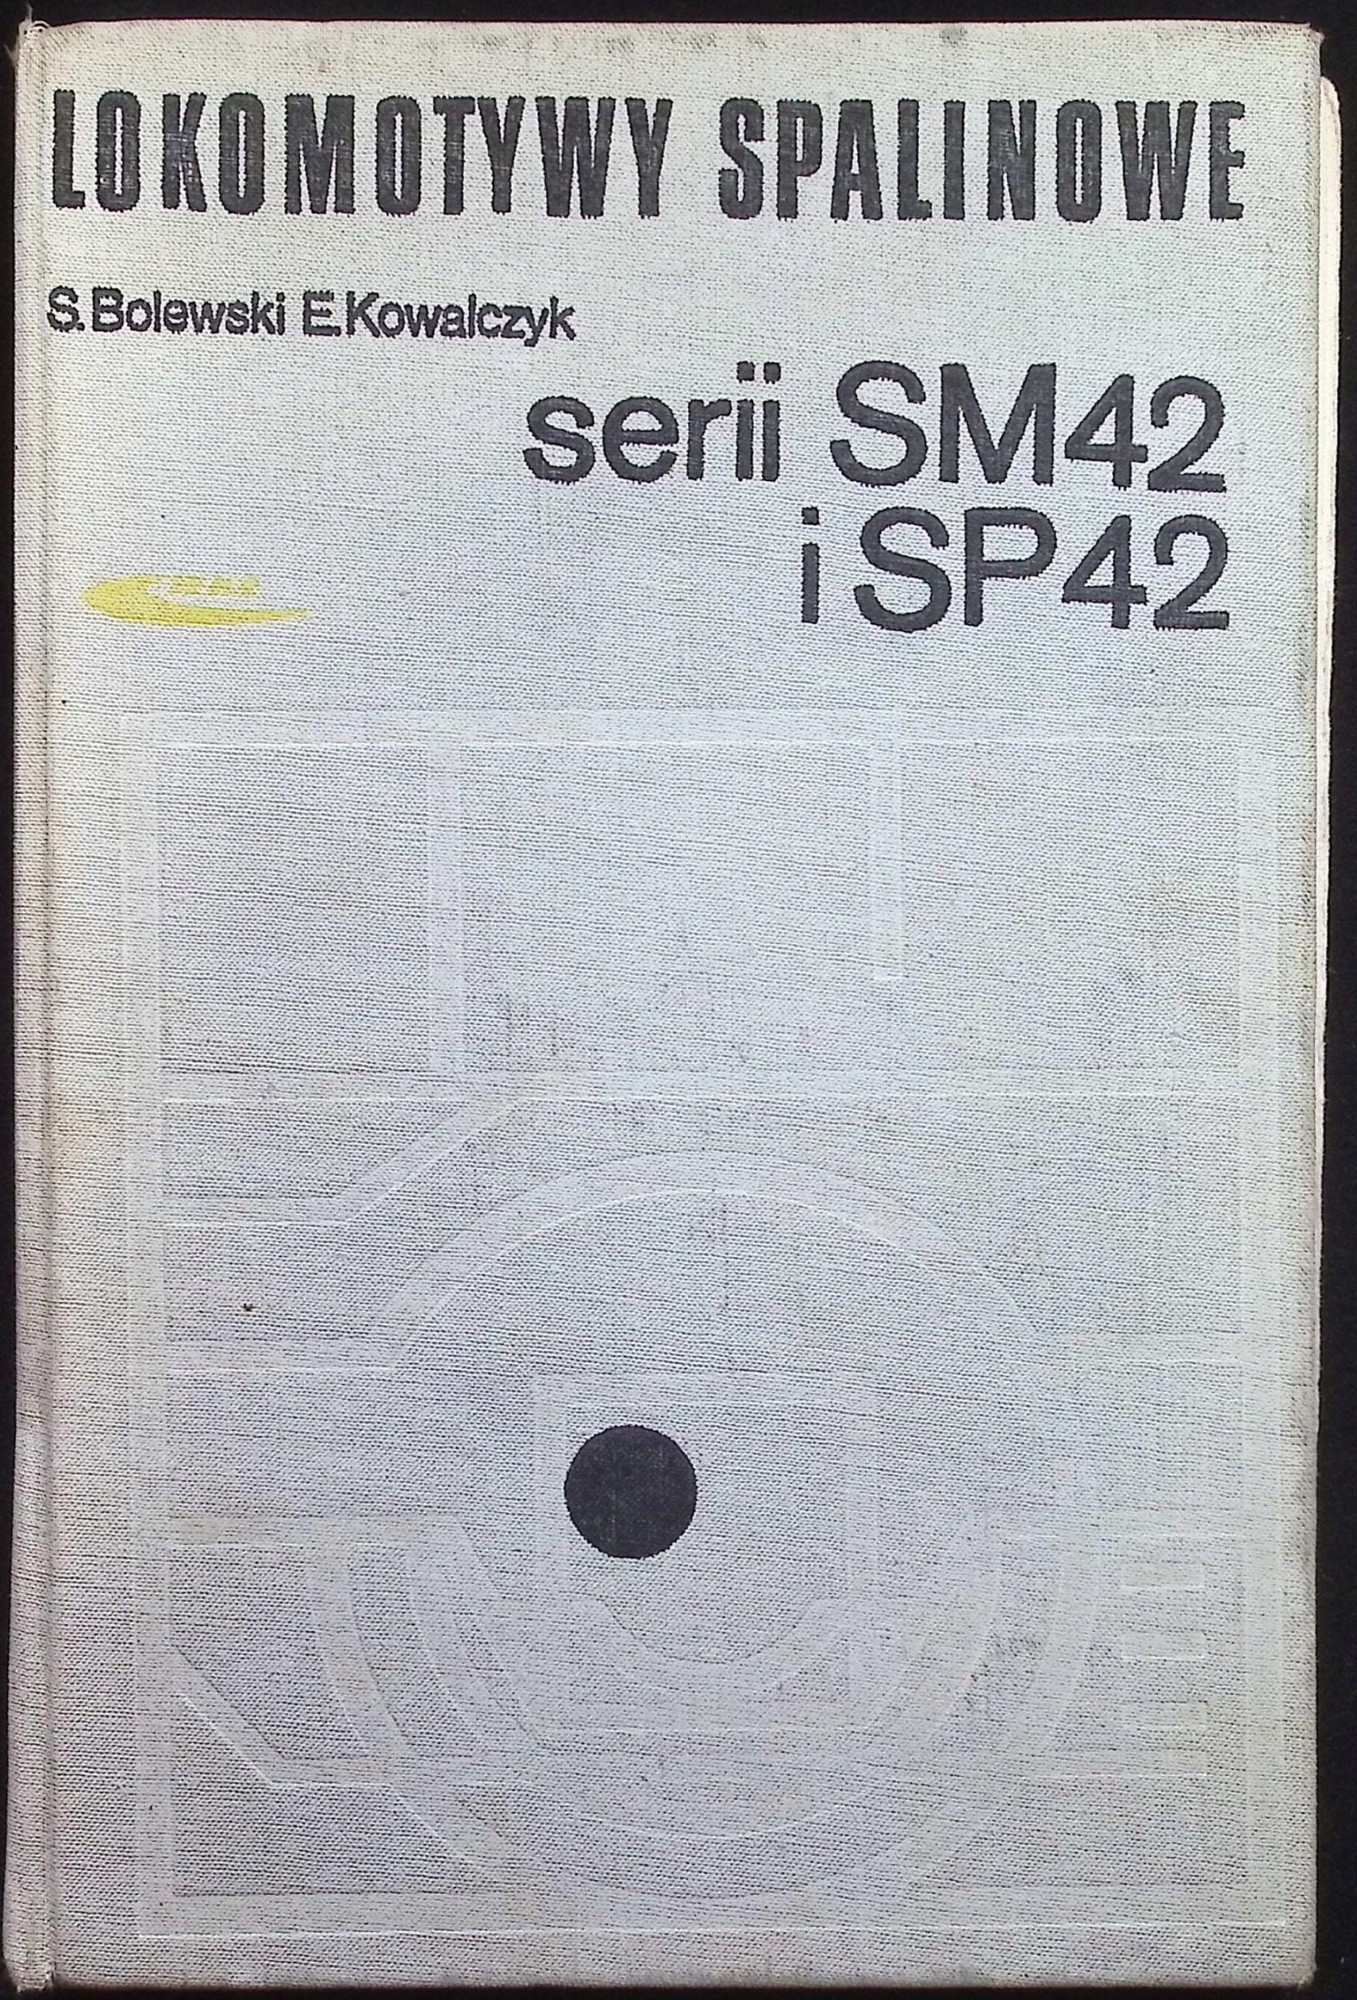 LOKOMOTYWY SPALINOWE
S. Bolewski E. Kowalczyk
serii SM42
i SP42